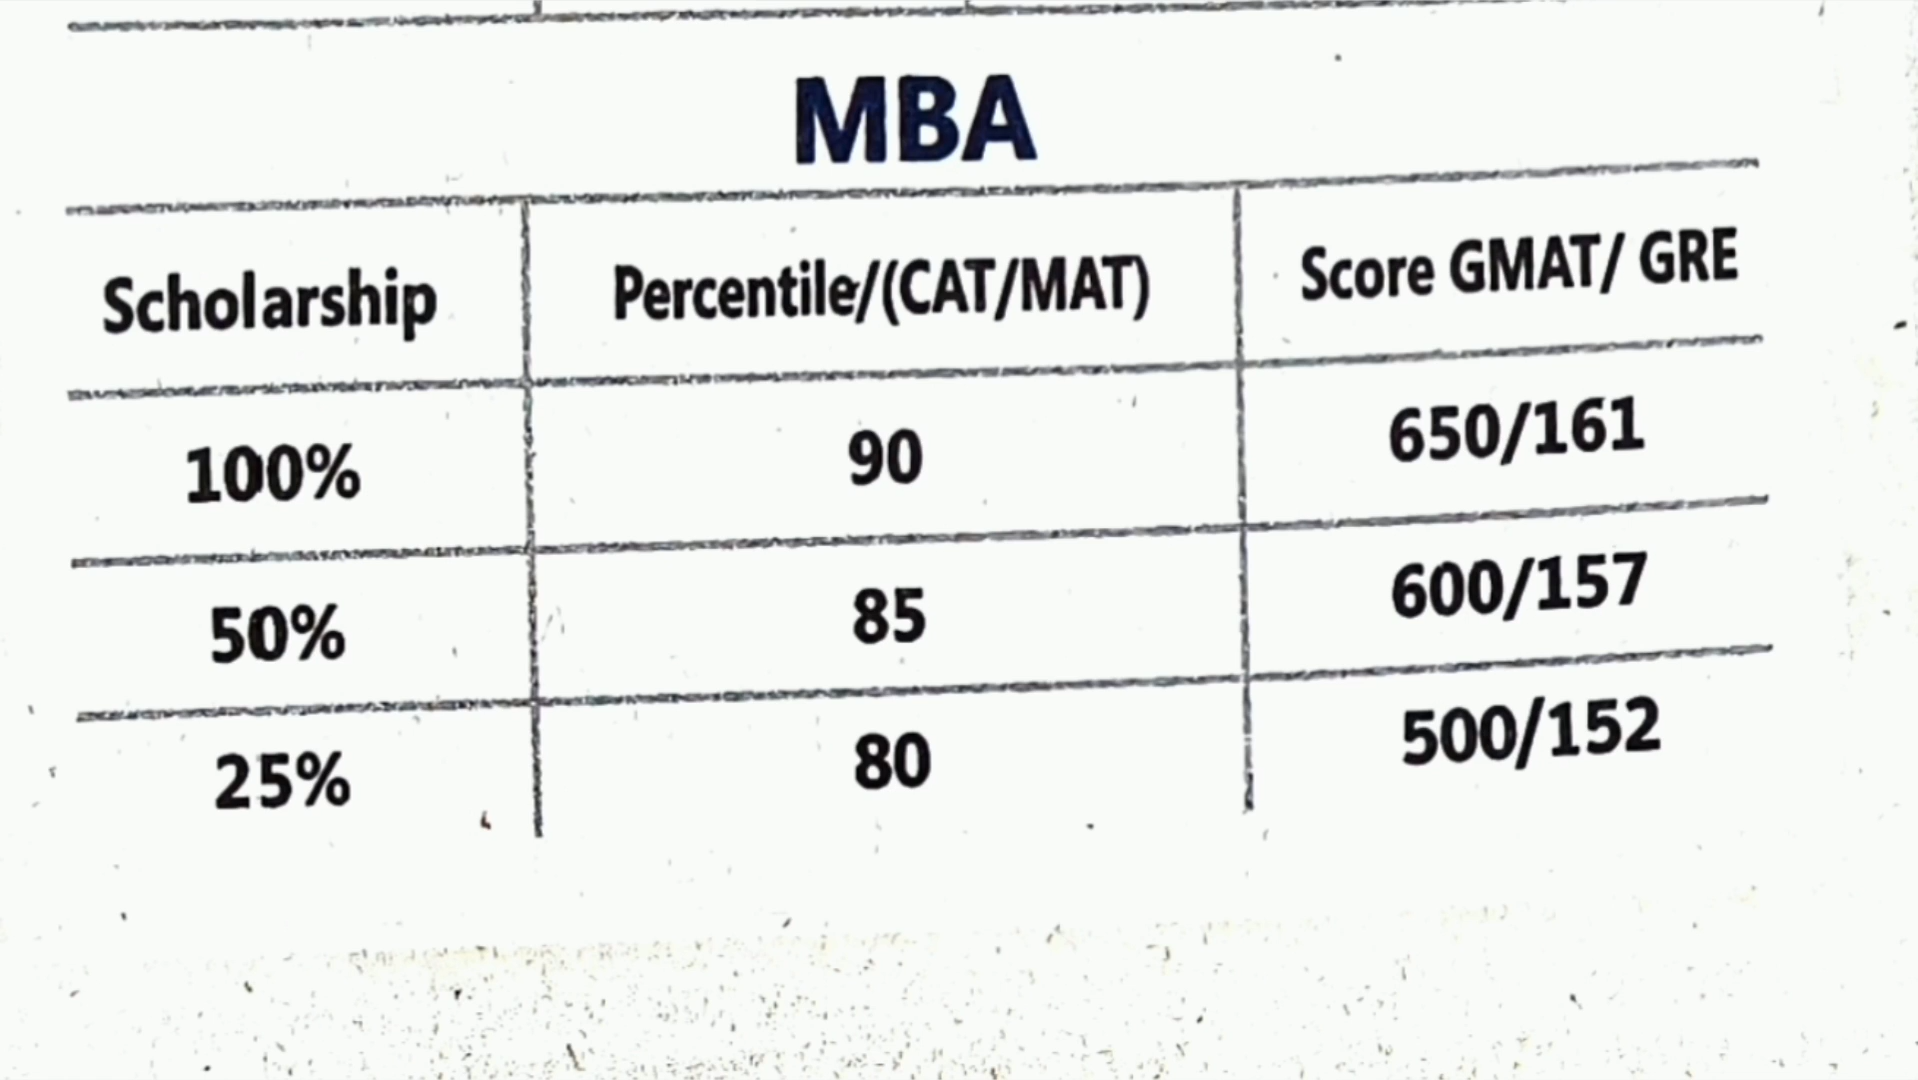 MBA
Scholarship Percentile/(CAT/MAT) Score GMAT/ GRE
100% 90 650/161
50% 85 600/157
25% 80 500/152